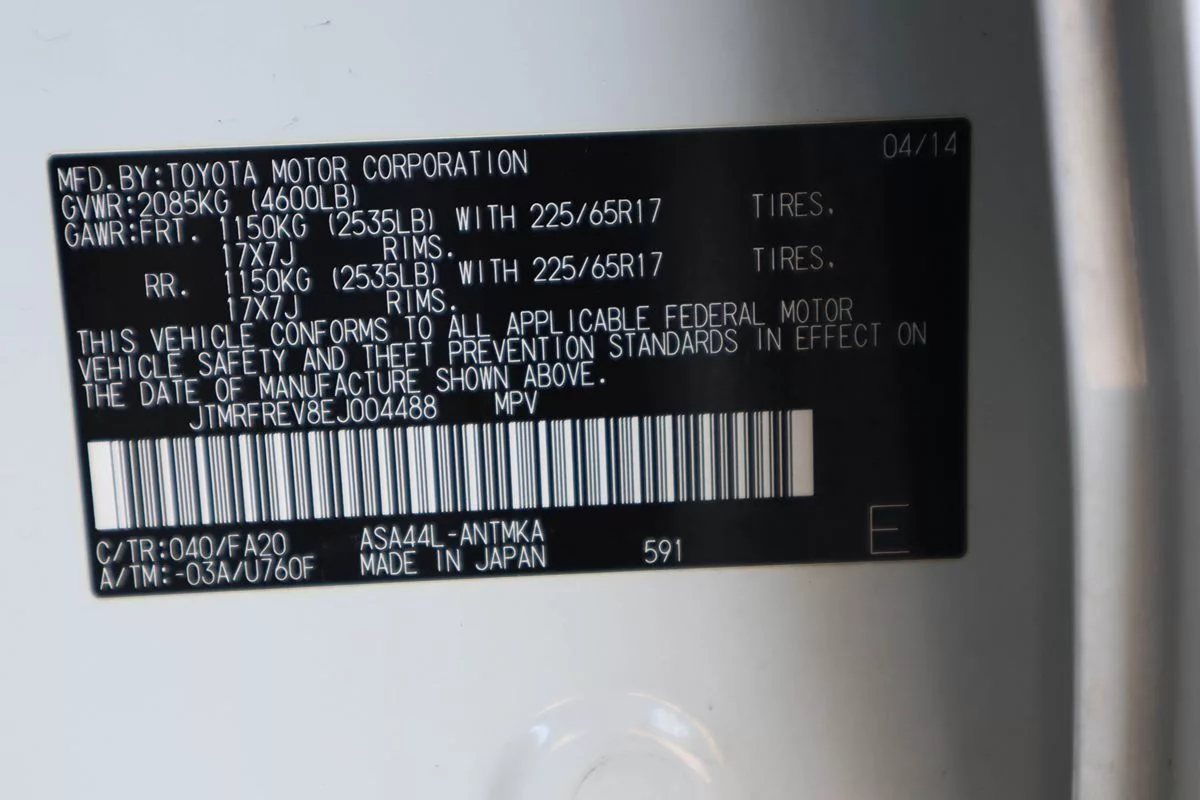 04/14
MFD.BY:TOYOTA MOTOR CORPORATION
GVWR:2085KG (4600LB)
GAWR:FRT. 1150KG (2535LB) WITH 225/65R17 TIRES.
17X7J RIMS.
RR. 1150KG (2535LB) WITH 225/65R17 TIRES.
17X7J RIMS.
THIS VEHICLE CONFORMS TO ALL APPLICABLE FEDERAL MOTOR
VEHICLE SAFETY AND THEFT PREVENTION STANDARDS IN EFFECT ON
THE DATE OF MANUFACTURE SHOWN ABOVE.
JTMRFREV8EJ004488 MPV
C/TR:040/FA20 ASA44L-ANTMKA
A/TM:-03A/U760F MADE IN JAPAN 591 E